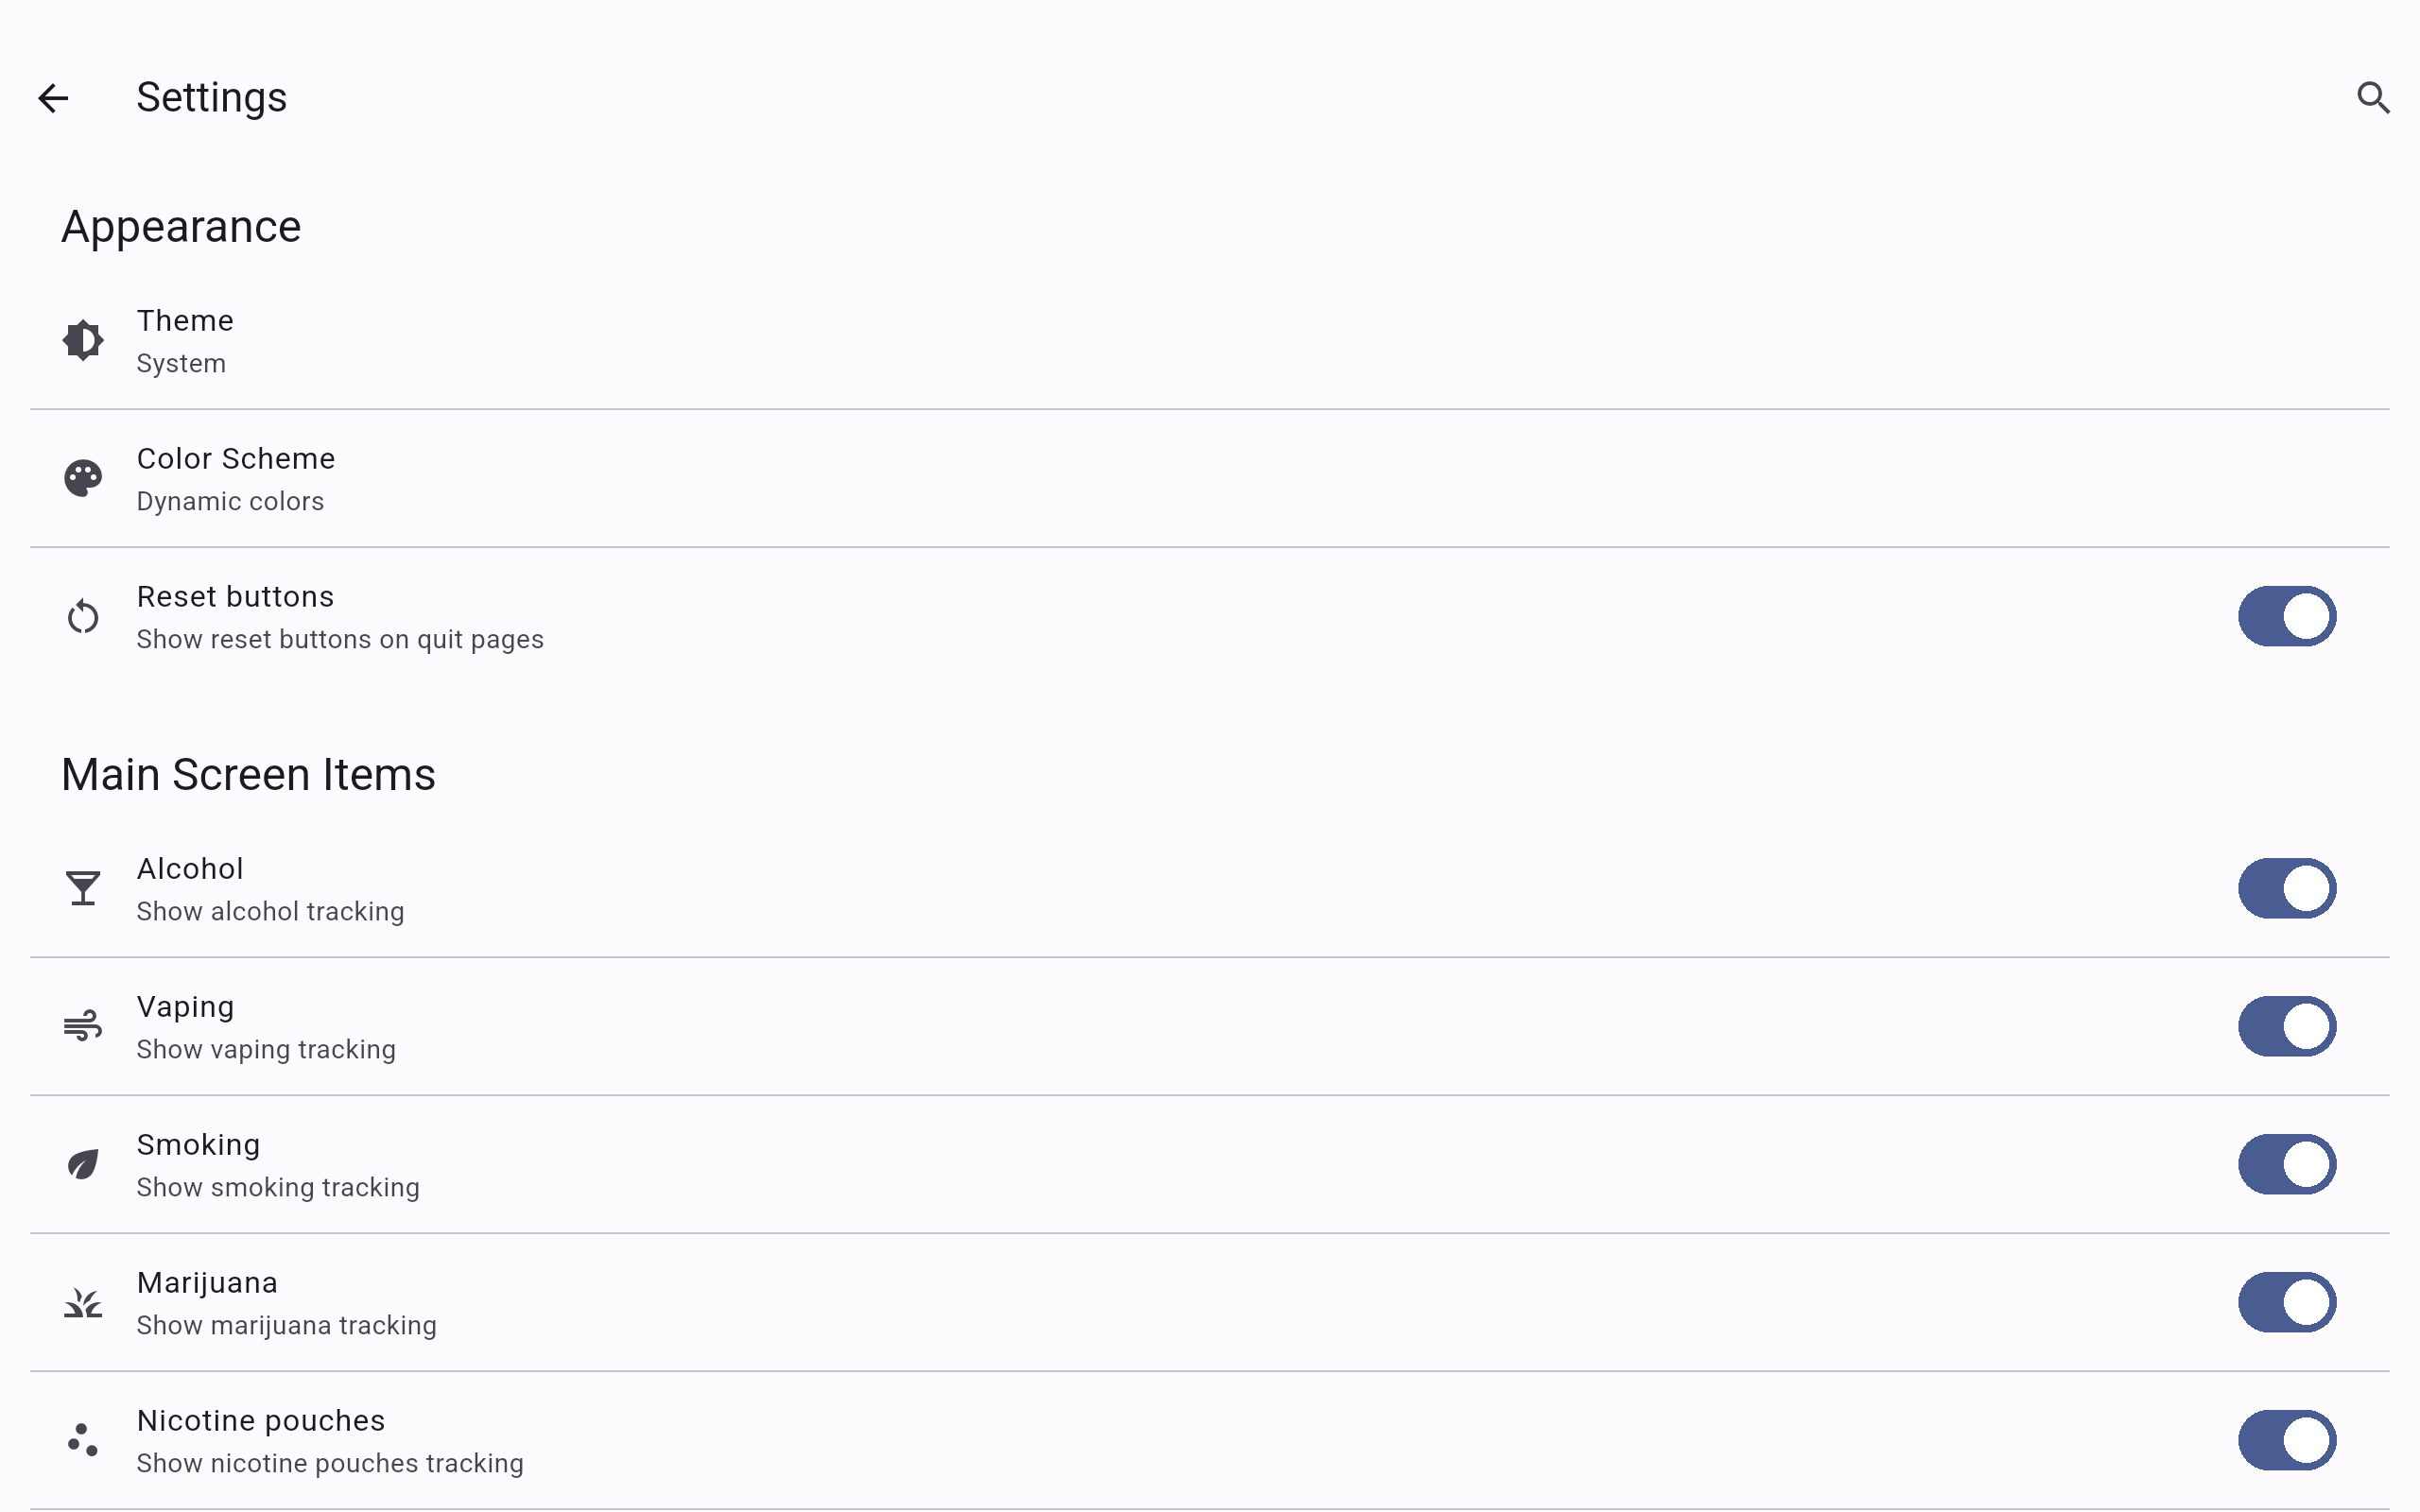 Settings
Appearance
Theme
System
Color Scheme
Dynamic colors
Reset buttons
Show reset buttons on quit pages
Main Screen Items
Alcohol
Show alcohol tracking
Vaping
Show vaping tracking
Smoking
Show smoking tracking
Marijuana
Show marijuana tracking
Nicotine pouches
Show nicotine pouches tracking